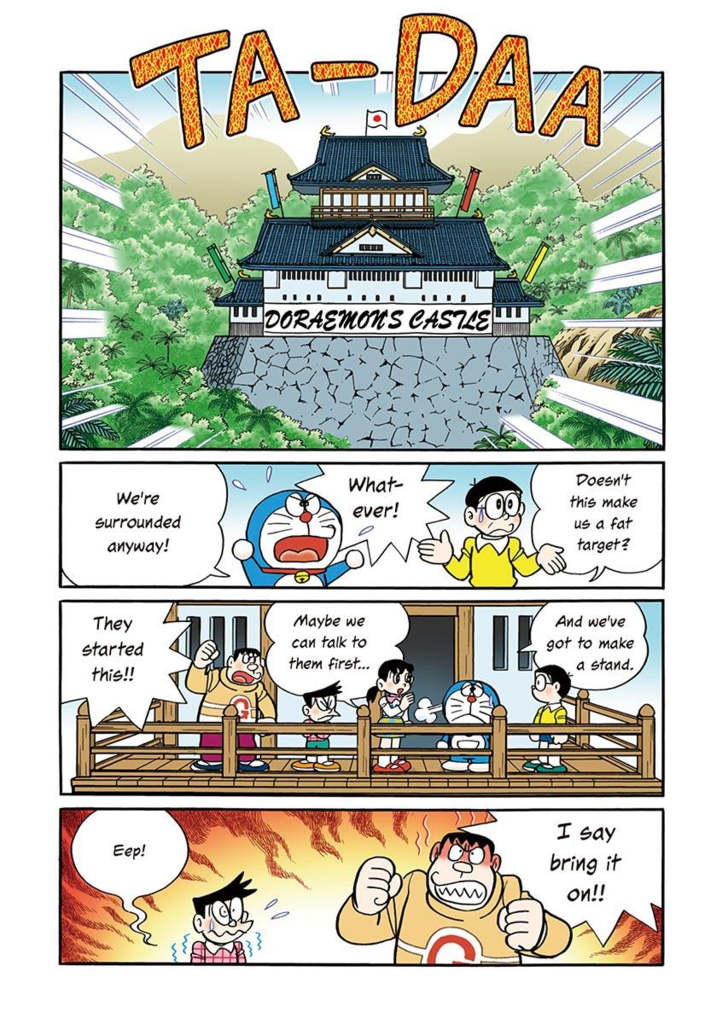 TA-DAA
DORAEMON'S CASTLE
We're
surrounded
anyway!
What-
ever!
Doesn't
this make
us a fat
target?
They
started
this!!
Maybe we
can talk to
them first...
And we've
got to make
a stand.
G
Eep!
I say
bring it
on!!
G